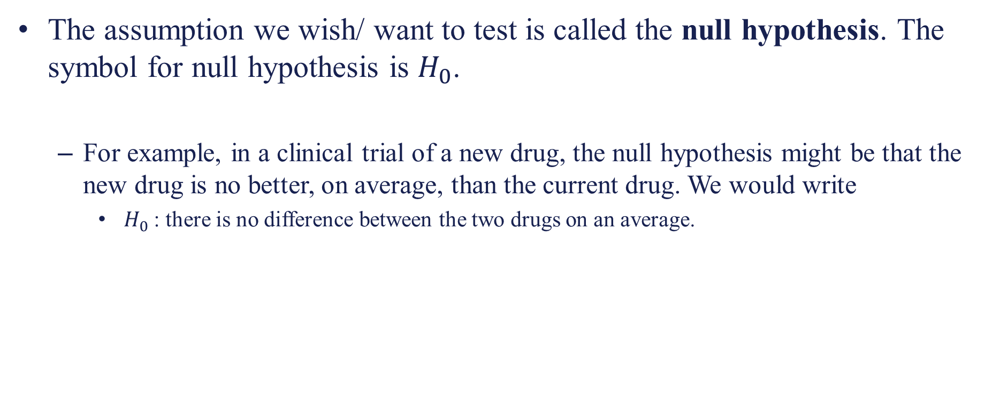 • The assumption we wish/ want to test is called the null hypothesis. The
symbol for null hypothesis is H₀.
– For example, in a clinical trial of a new drug, the null hypothesis might be that the
new drug is no better, on average, than the current drug. We would write
• H₀ : there is no difference between the two drugs on an average.